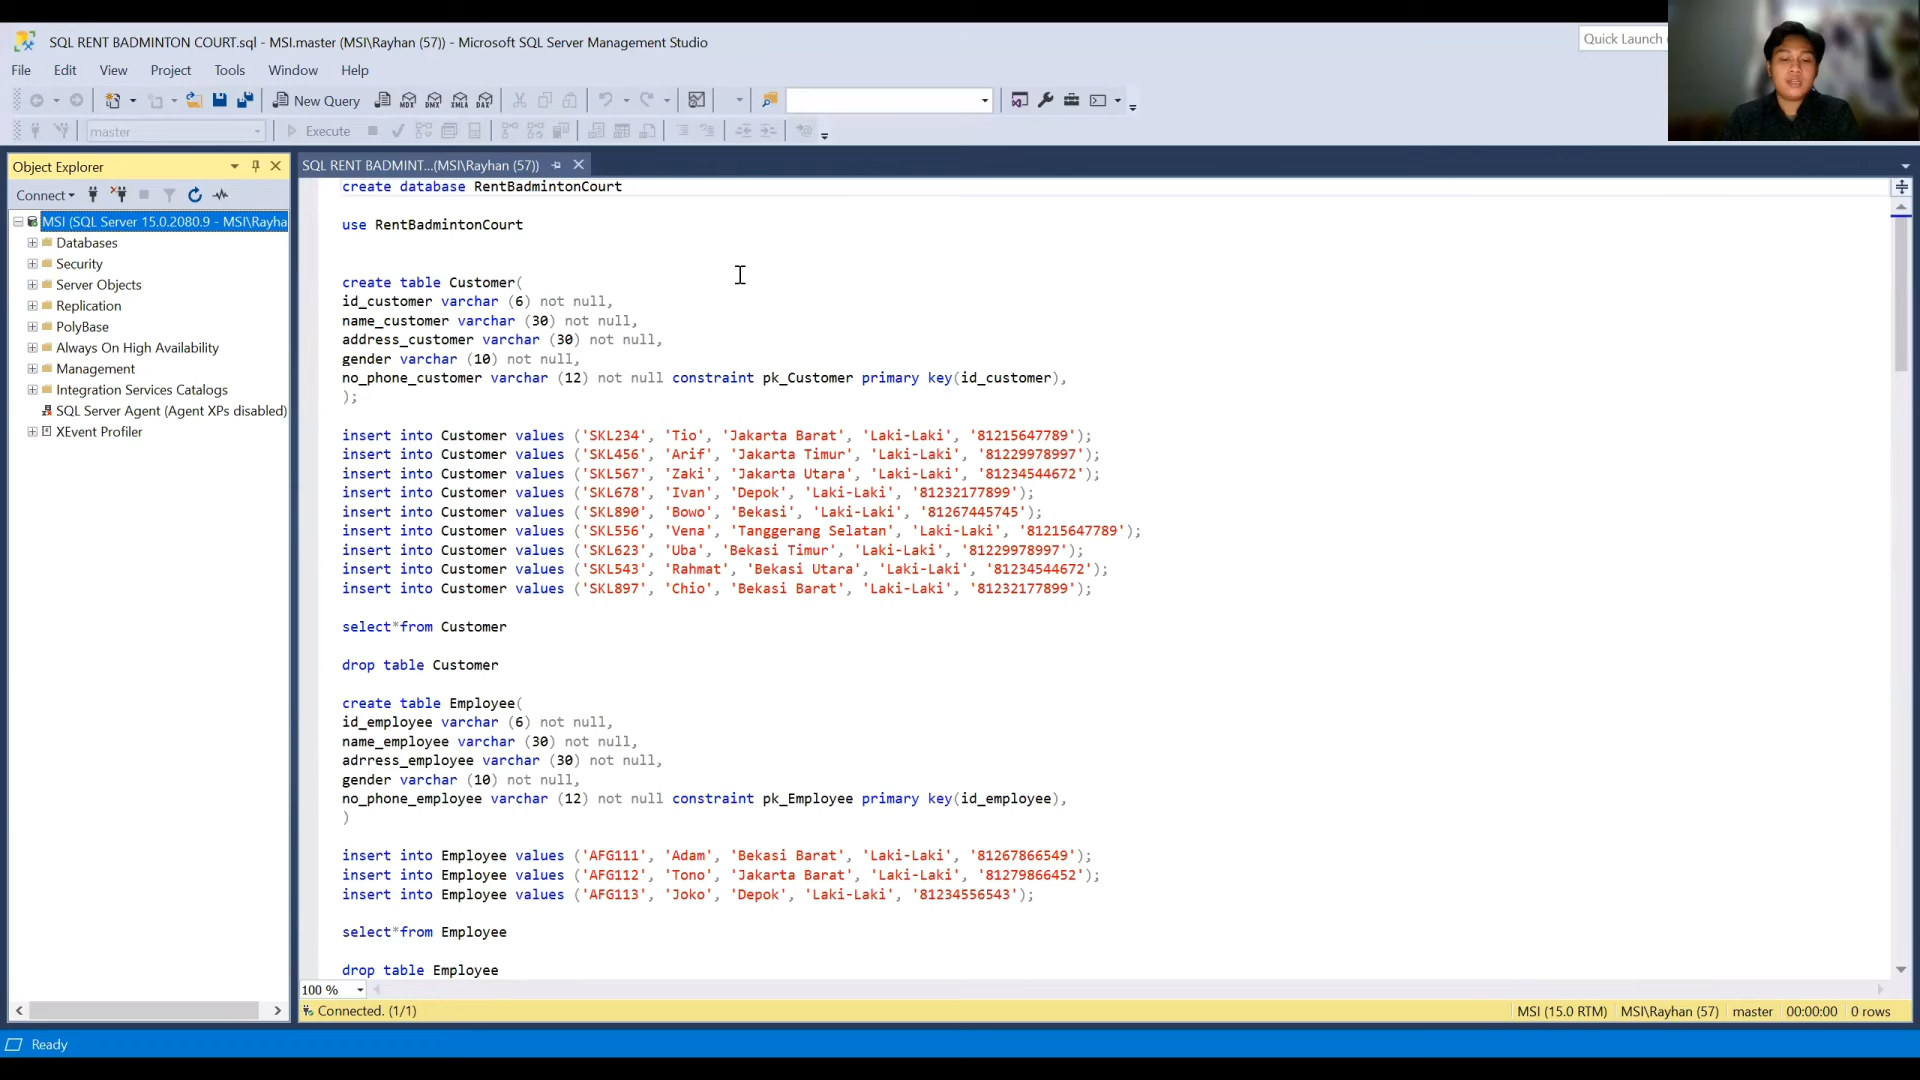 SQL RENT BADMINTON COURT.sql - MSI.master (MSI\Rayhan (57)) - Microsoft SQL Server Management Studio
Quick Launch
File Edit View Project Tools Window Help
New Query
MDX DMX XMLA DAX
master Execute
Object Explorer
SQL RENT BADMINT...(MSI\Rayhan (57))
Connect
MSI (SQL Server 15.0.2080.9 - MSI\Rayha
Databases
Security
Server Objects
Replication
PolyBase
Always On High Availability
Management
Integration Services Catalogs
SQL Server Agent (Agent XPs disabled)
XEvent Profiler
create database RentBadmintonCourt
use RentBadmintonCourt
create table Customer(
id_customer varchar (6) not null,
name_customer varchar (30) not null,
address_customer varchar (30) not null,
gender varchar (10) not null,
no_phone_customer varchar (12) not null constraint pk_Customer primary key(id_customer),
);
insert into Customer values ('SKL234', 'Tio', 'Jakarta Barat', 'Laki-Laki', '81215647789');
insert into Customer values ('SKL456', 'Arif', 'Jakarta Timur', 'Laki-Laki', '81229978997');
insert into Customer values ('SKL567', 'Zaki', 'Jakarta Utara', 'Laki-Laki', '81234544672');
insert into Customer values ('SKL678', 'Ivan', 'Depok', 'Laki-Laki', '81232177899');
insert into Customer values ('SKL890', 'Bowo', 'Bekasi', 'Laki-Laki', '81267445745');
insert into Customer values ('SKL556', 'Vena', 'Tanggerang Selatan', 'Laki-Laki', '81215647789');
insert into Customer values ('SKL623', 'Uba', 'Bekasi Timur', 'Laki-Laki', '81229978997');
insert into Customer values ('SKL543', 'Rahmat', 'Bekasi Utara', 'Laki-Laki', '81234544672');
insert into Customer values ('SKL897', 'Chio', 'Bekasi Barat', 'Laki-Laki', '81232177899');
select*from Customer
drop table Customer
create table Employee(
id_employee varchar (6) not null,
name_employee varchar (30) not null,
adrress_employee varchar (30) not null,
gender varchar (10) not null,
no_phone_employee varchar (12) not null constraint pk_Employee primary key(id_employee),
)
insert into Employee values ('AFG111', 'Adam', 'Bekasi Barat', 'Laki-Laki', '81267866549');
insert into Employee values ('AFG112', 'Tono', 'Jakarta Barat', 'Laki-Laki', '81279866452');
insert into Employee values ('AFG113', 'Joko', 'Depok', 'Laki-Laki', '81234556543');
select*from Employee
drop table Employee
100 %
Connected. (1/1) MSI (15.0 RTM) MSI\Rayhan (57) master 00:00:00 0 rows
Ready